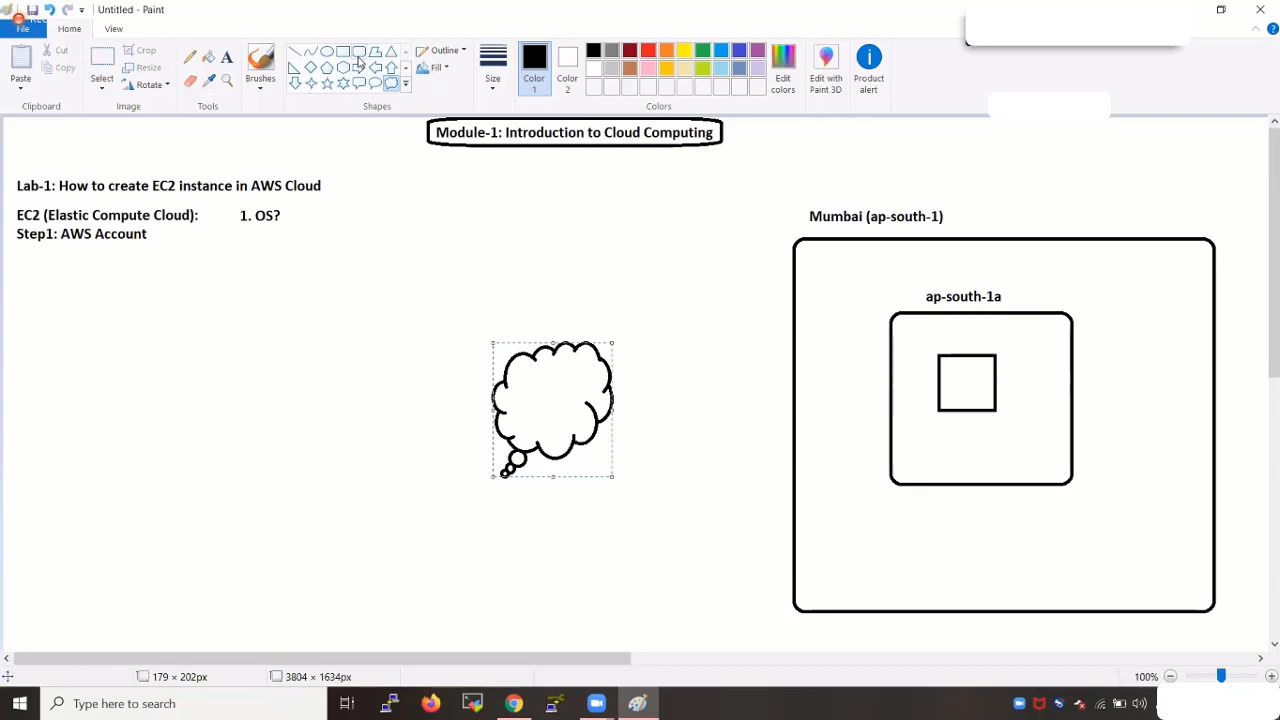 Untitled - Paint
File
Home
View
Paste
Cut
Copy
Clipboard
Select
Crop
Resize
Rotate
Image
Tools
Brushes
Outline
Fill
Shapes
Size
Color 1
Color 2
Colors
Edit colors
Edit with Paint 3D
Product alert
Module-1: Introduction to Cloud Computing
Lab-1: How to create EC2 instance in AWS Cloud
EC2 (Elastic Compute Cloud): 1. OS?
Step1: AWS Account
Mumbai (ap-south-1)
ap-south-1a
179 × 202px
3804 × 1634px
100%
Type here to search